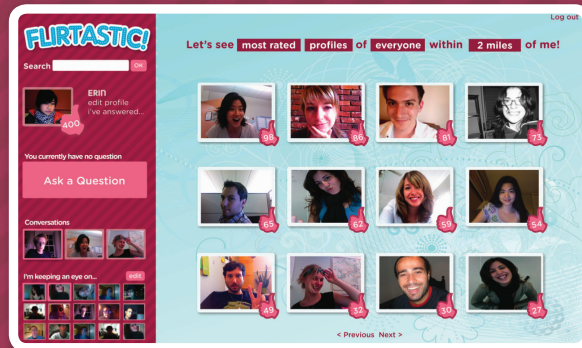 Log out
FLIRTASTIC!
Search OK
ERIN
edit profile
i've answered...
400
You currently have no question
Ask a Question
Conversations
I'm keeping an eye on... edit
Let's see most rated profiles of everyone within 2 miles of me!
98 86 81 73
65 62 59 54
49 32 30 27
< Previous Next >